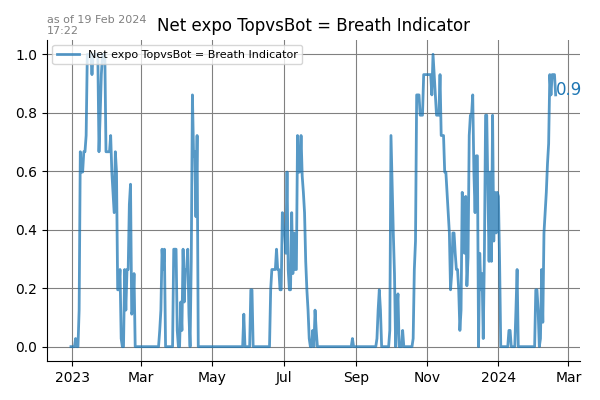 as of 19 Feb 2024
17:22
Net expo TopvsBot = Breath Indicator
Net expo TopvsBot = Breath Indicator
1.0
0.8
0.6
0.4
0.2
0.0
0.9
2023 Mar May Jul Sep Nov 2024 Mar